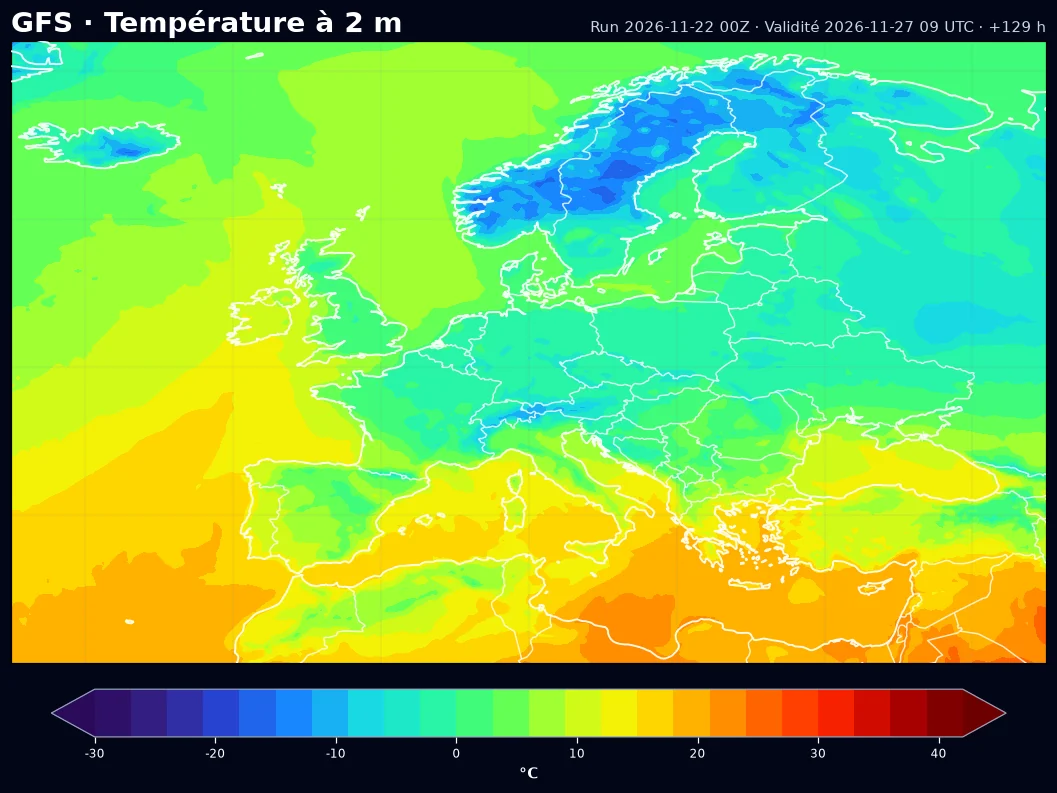 GFS · Température à 2 m
Run 2026-11-22 00Z · Validité 2026-11-27 09 UTC · +129 h
-30 -20 -10 0 10 20 30 40
°C